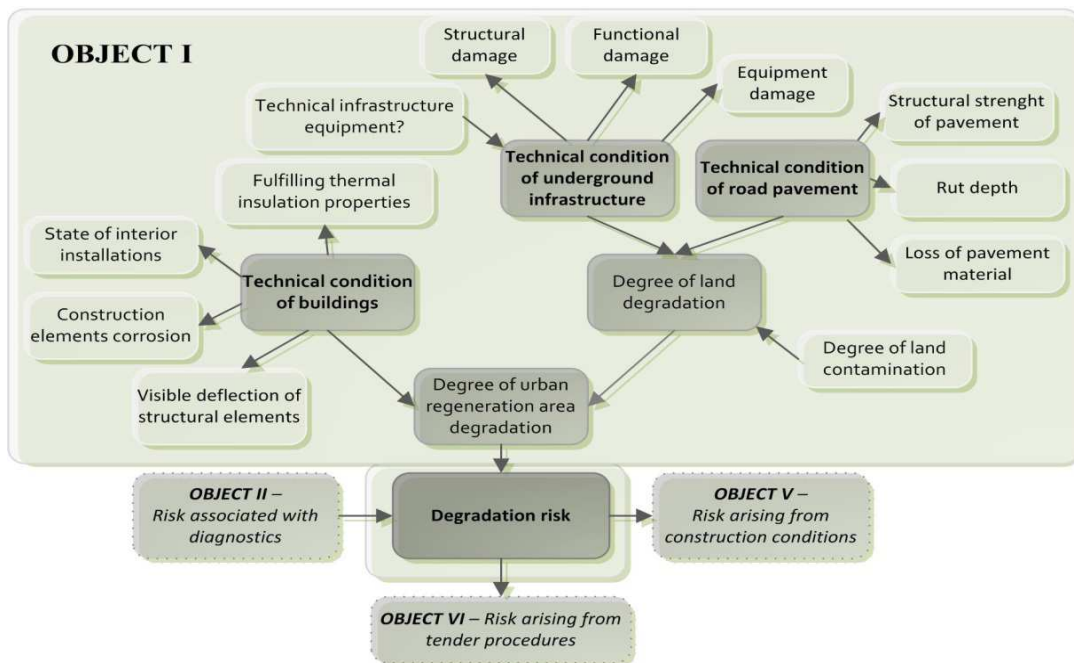 OBJECT I
Structural
damage
Functional
damage
Equipment
damage
Technical infrastructure
equipment?
Structural strenght
of pavement
Technical condition
of underground
infrastructure
Technical condition
of road pavement
Fulfilling thermal
insulation properties
Rut depth
State of interior
installations
Loss of pavement
material
Technical condition
of buildings
Degree of land
degradation
Construction
elements corrosion
Degree of land
contamination
Visible deflection of
structural elements
Degree of urban
regeneration area
degradation
OBJECT II –
Risk associated with
diagnostics
Degradation risk
OBJECT V –
Risk arising from
construction conditions
OBJECT VI – Risk arising from
tender procedures